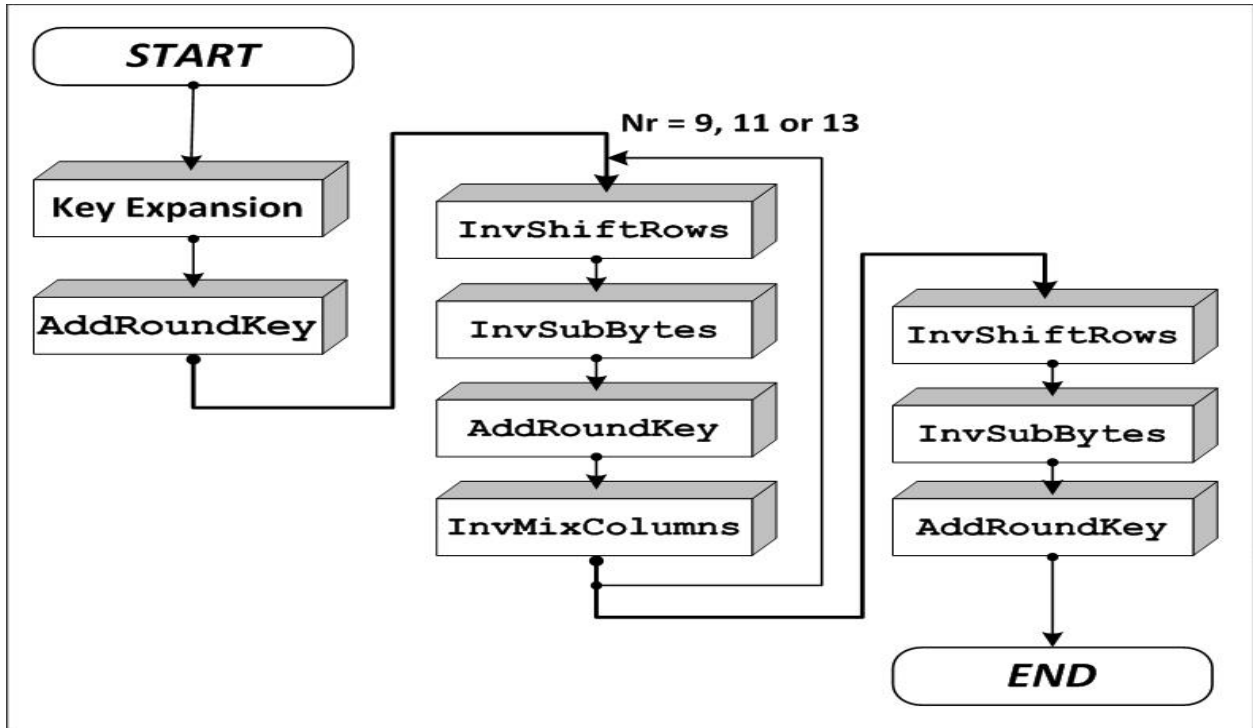 START
Key Expansion
AddRoundKey
Nr = 9, 11 or 13
InvShiftRows
InvSubBytes
AddRoundKey
InvMixColumns
InvShiftRows
InvSubBytes
AddRoundKey
END